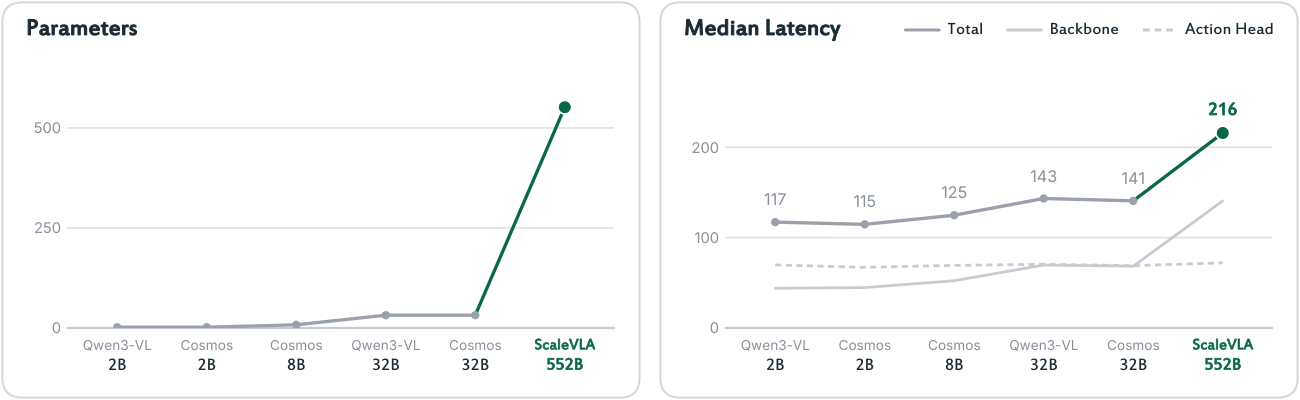 Parameters
500
250
0
Qwen3-VL Cosmos Cosmos Qwen3-VL Cosmos ScaleVLA
2B 2B 8B 32B 32B 552B
Median Latency
Total Backbone Action Head
216
200
143
141
125
117
115
100
0
Qwen3-VL Cosmos Cosmos Qwen3-VL Cosmos ScaleVLA
2B 2B 8B 32B 32B 552B